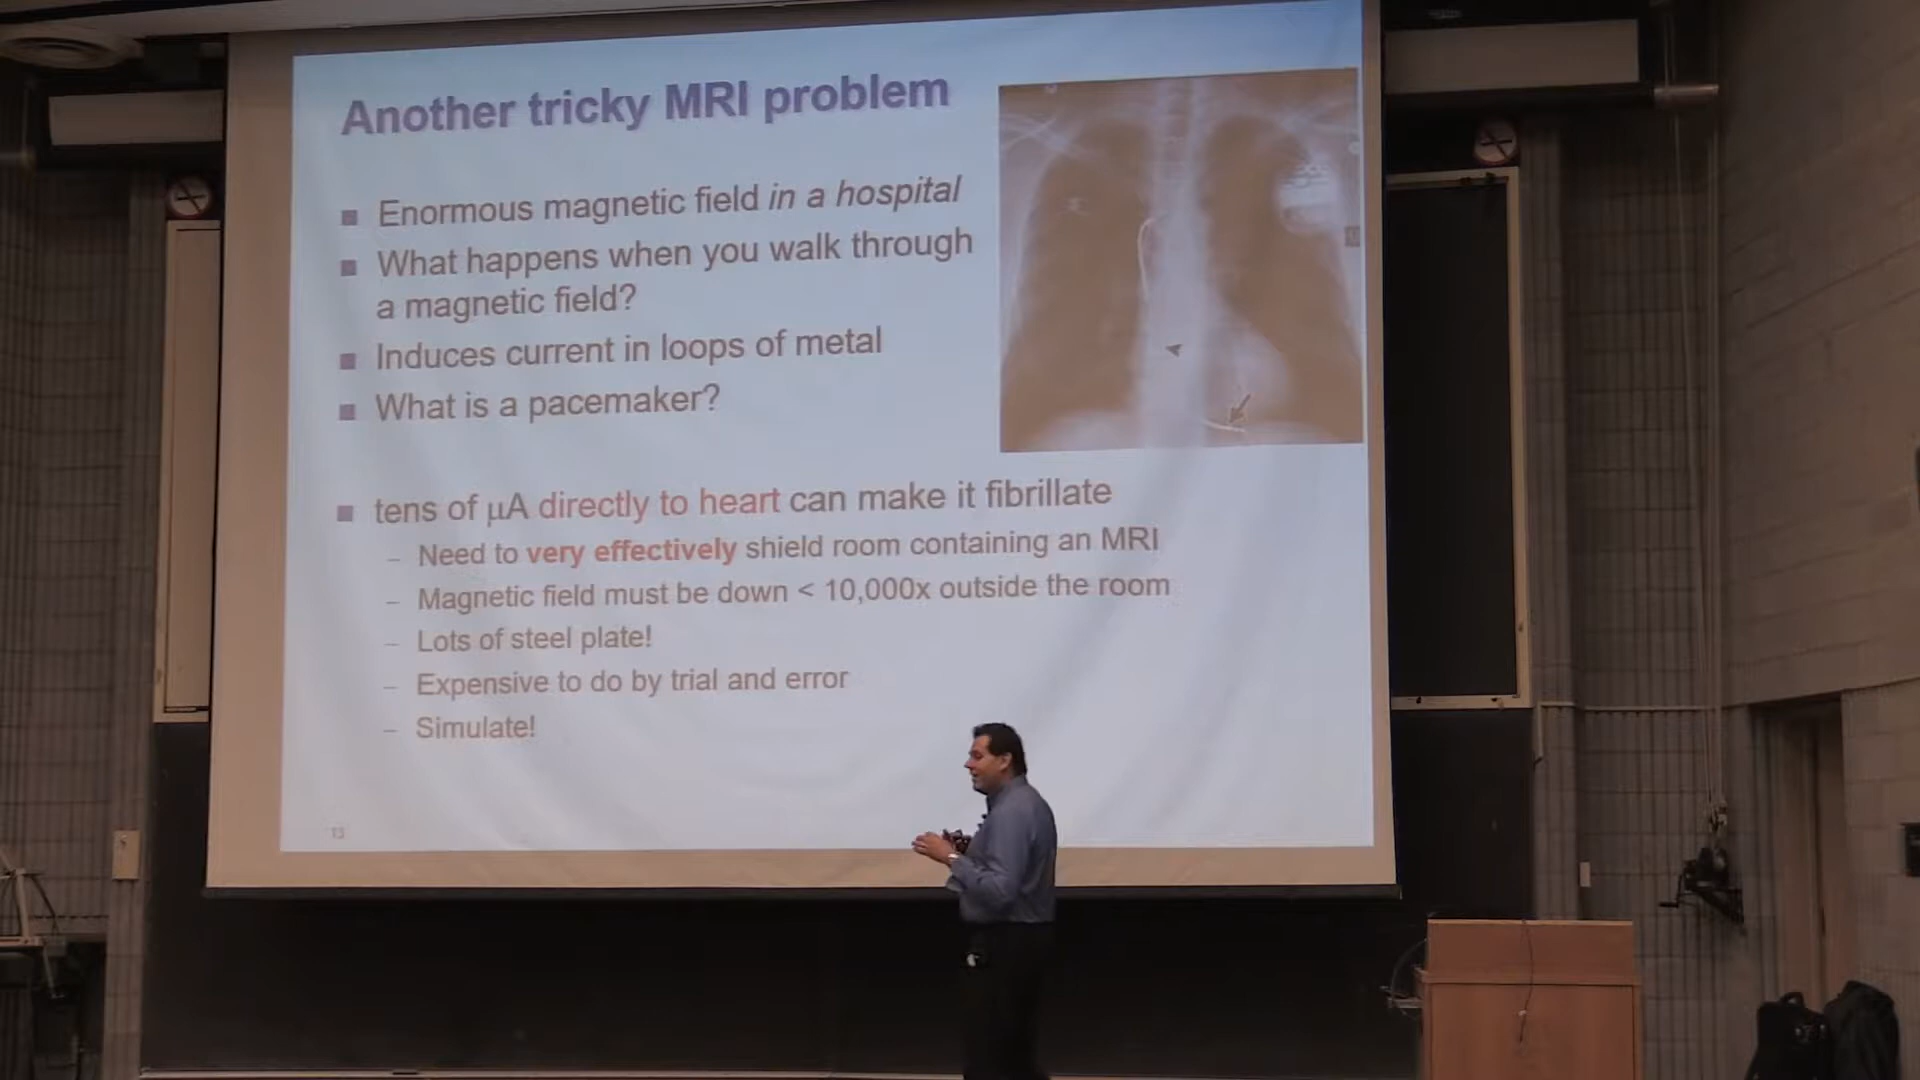 Another tricky MRI problem
Enormous magnetic field in a hospital
What happens when you walk through
a magnetic field?
Induces current in loops of metal
What is a pacemaker?
tens of μA directly to heart can make it fibrillate
– Need to very effectively shield room containing an MRI
– Magnetic field must be down < 10,000x outside the room
– Lots of steel plate!
– Expensive to do by trial and error
– Simulate!
13